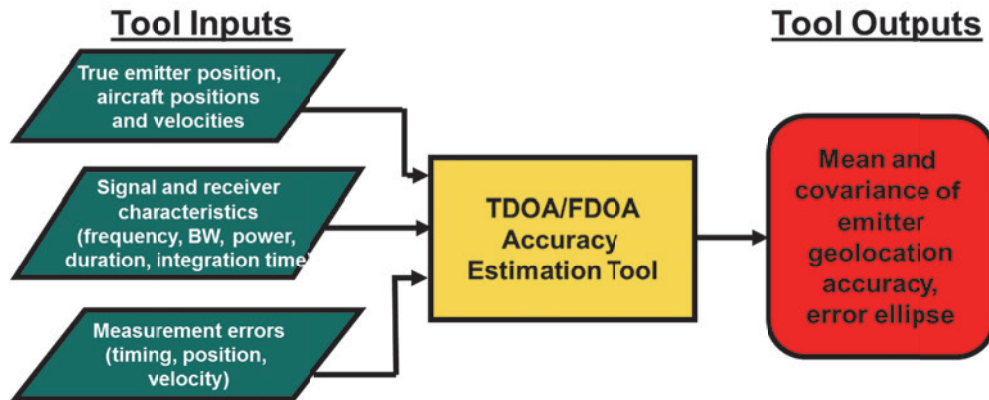 Tool Inputs
Tool Outputs
True emitter position,
aircraft positions
and velocities
Signal and receiver
characteristics
(frequency, BW, power,
duration, integration time)
Measurement errors
(timing, position,
velocity)
TDOA/FDOA
Accuracy
Estimation Tool
Mean and
covariance of
emitter
geolocation
accuracy,
error ellipse